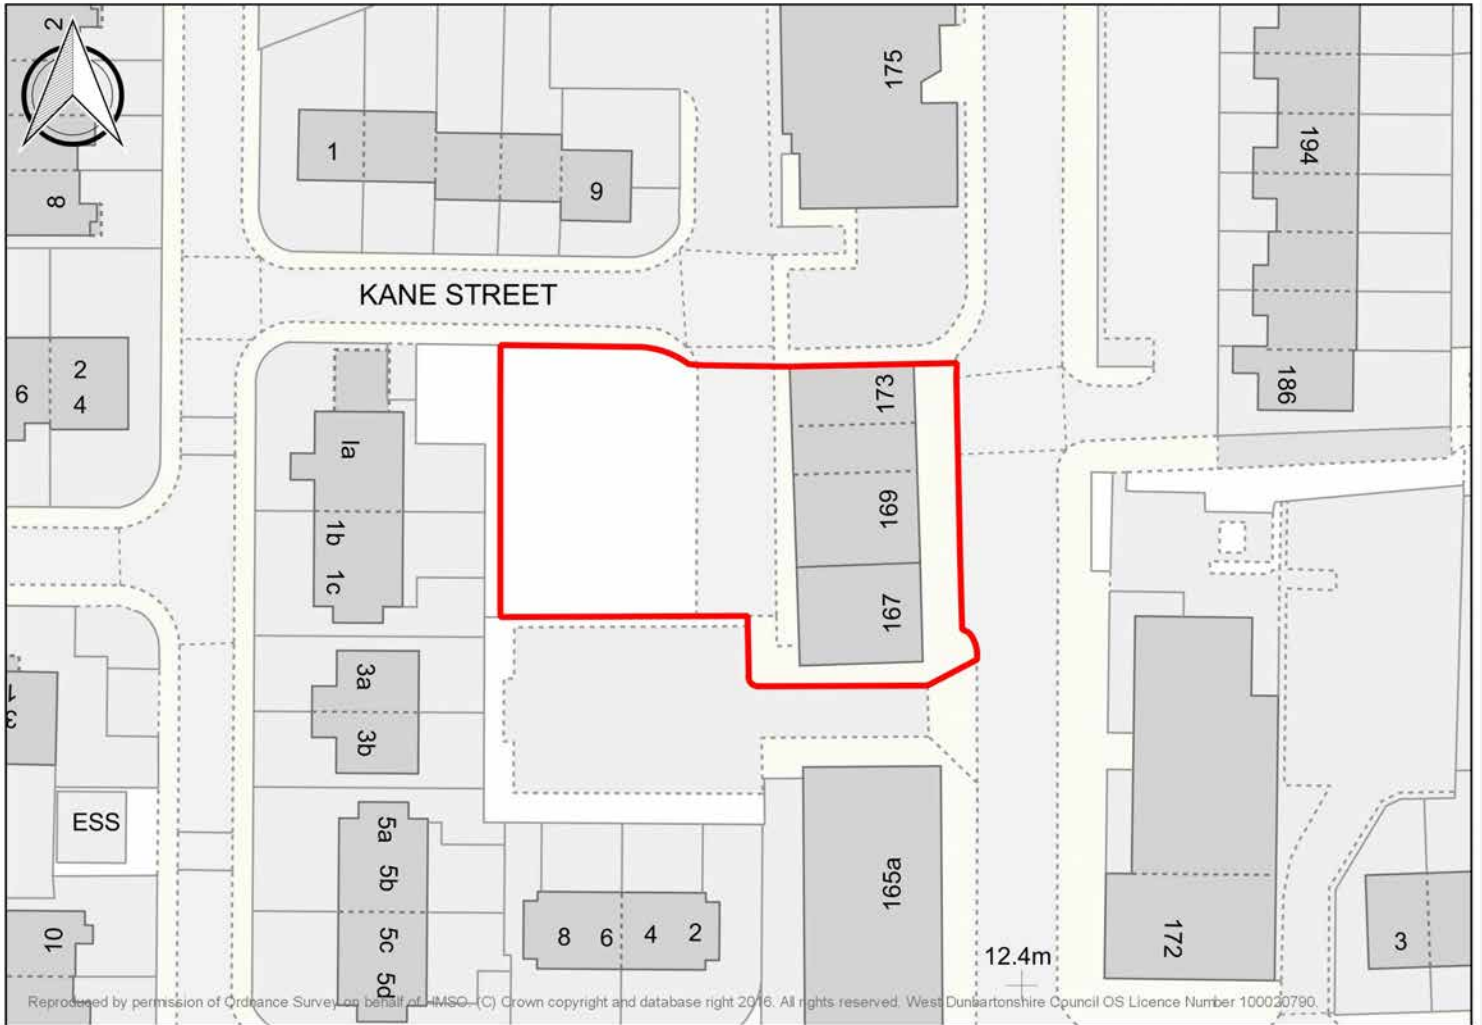 2
175
1
194
8
9
KANE STREET
2
6
4
186
173
1a
169
1b
1c
167
3a
3b
ESS
5a
5b
165a
10
5c
8 6 4 2
172
3
5d
12.4m
Reproduced by permission of Ordnance Survey on behalf of HMSO. (C) Crown copyright and database right 2016. All rights reserved. West Dunbartonshire Council OS Licence Number 100020790.